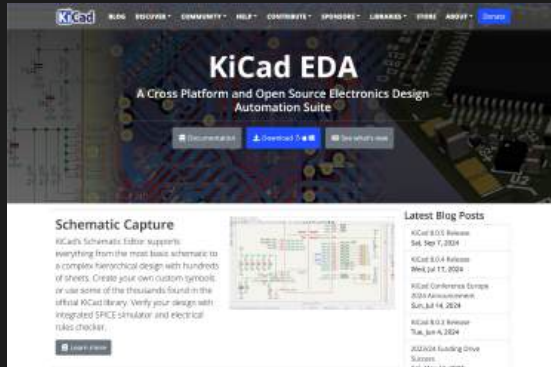 KiCad
BLOG DISCOVER COMMUNITY HELP CONTRIBUTE SPONSORS LIBRARIES STORE ABOUT Donate
KiCad EDA
A Cross Platform and Open Source Electronics Design
Automation Suite
Documentation Download See what's new
U2
Schematic Capture
KiCad's Schematic Editor supports
everything from the most basic schematic to
a complex hierarchical design with hundreds
of sheets. Create your own custom symbols
or use some of the thousands found in the
official KiCad library. Verify your design with
integrated SPICE simulator and electrical
rules checker.
Learn more
Latest Blog Posts
KiCad 8.0.5 Release
Sat, Sep 7, 2024
KiCad 8.0.4 Release
Wed, Jul 17, 2024
KiCad Conference Europe
2024 Announcement
Sun, Jul 14, 2024
KiCad 8.0.3 Release
Tue, Jun 4, 2024
2023/24 Funding Drive
Success